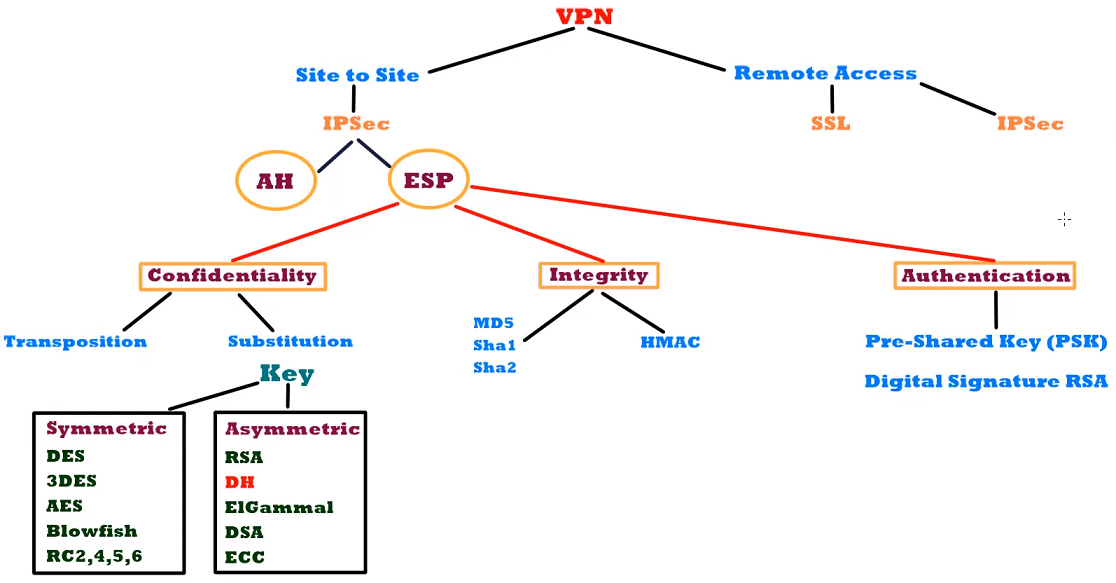 VPN
Site to Site
Remote Access
IPSec
SSL
IPSec
AH
ESP
Confidentiality
Integrity
Authentication
Transposition
Substitution
MD5
Sha1
Sha2
HMAC
Pre-Shared Key (PSK)
Digital Signature RSA
Key
Symmetric
DES
3DES
AES
Blowfish
RC2,4,5,6
Asymmetric
RSA
DH
ElGammal
DSA
ECC